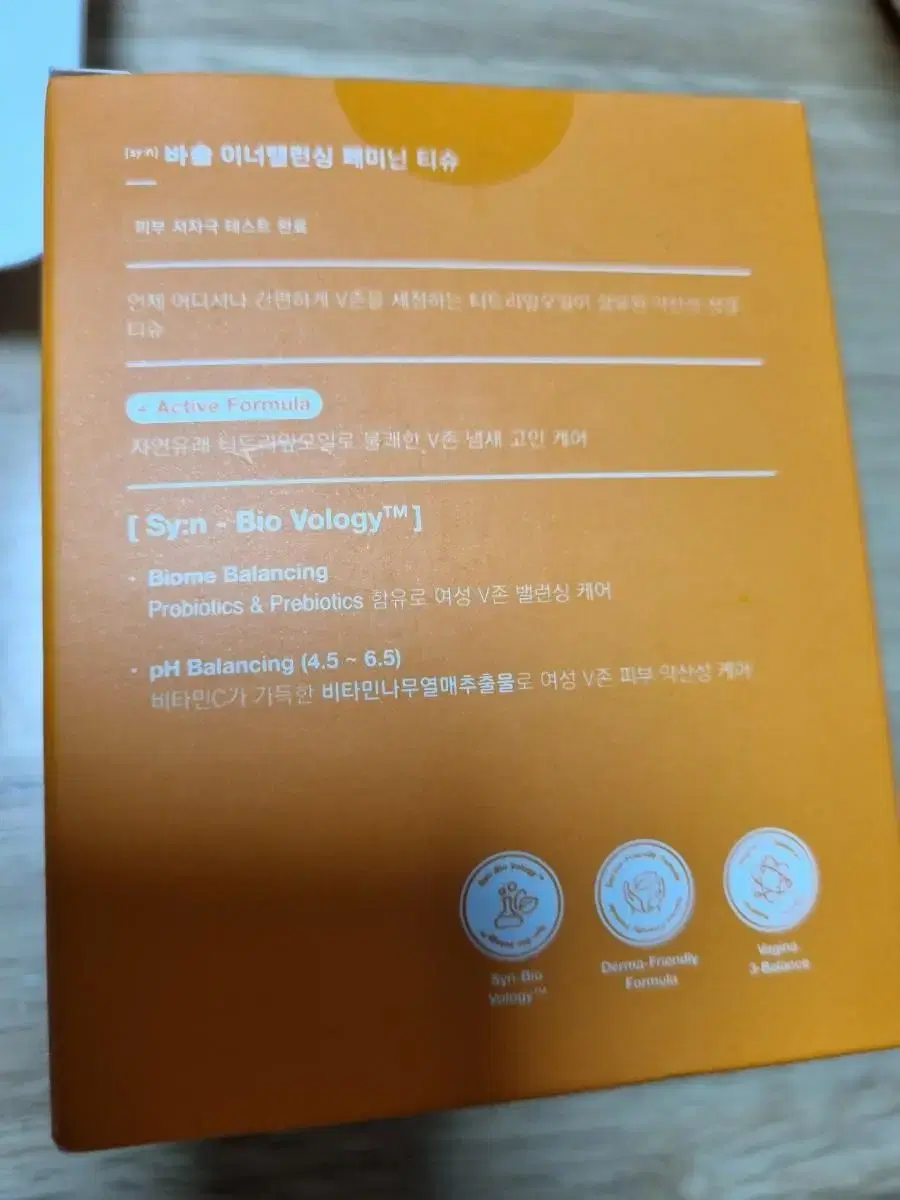 [sy:n] 바솔 이너밸런싱 페미닌 티슈
피부 저자극 테스트 완료
언제 어디서나 간편하게 V존을 세정하는 티트리잎오일이 함유된 약산성 청결
티슈
+ Active Formula
자연유래 티트리잎오일로 불쾌한 V존 냄새 고민 케어
[ Sy:n - Bio Vology™ ]
· Biome Balancing
Probiotics & Prebiotics 함유로 여성 V존 밸런싱 케어
· pH Balancing (4.5 ~ 6.5)
비타민C가 가득한 비타민나무열매추출물로 여성 V존 피부 약산성 케어
Syn-Bio Vology™
Syn-Bio
Vology™
Derma-Friendly
Formula
Vagina
3-Balance